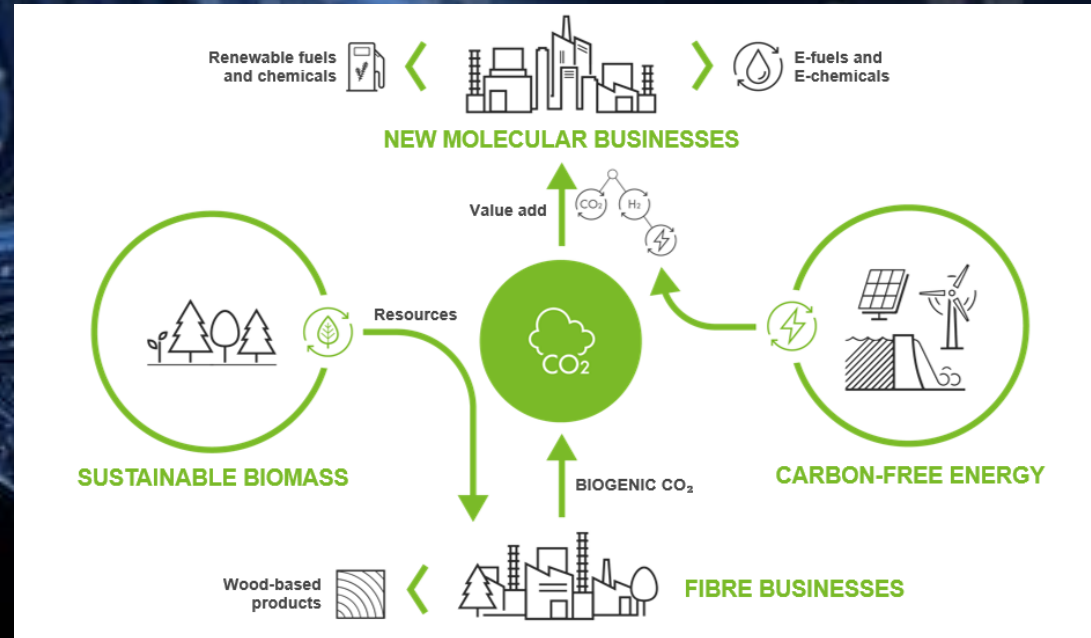 Renewable fuels
and chemicals
E-fuels and
E-chemicals
NEW MOLECULAR BUSINESSES
Value add
CO₂
H₂
Resources
CO₂
SUSTAINABLE BIOMASS
CARBON-FREE ENERGY
BIOGENIC CO₂
Wood-based
products
FIBRE BUSINESSES